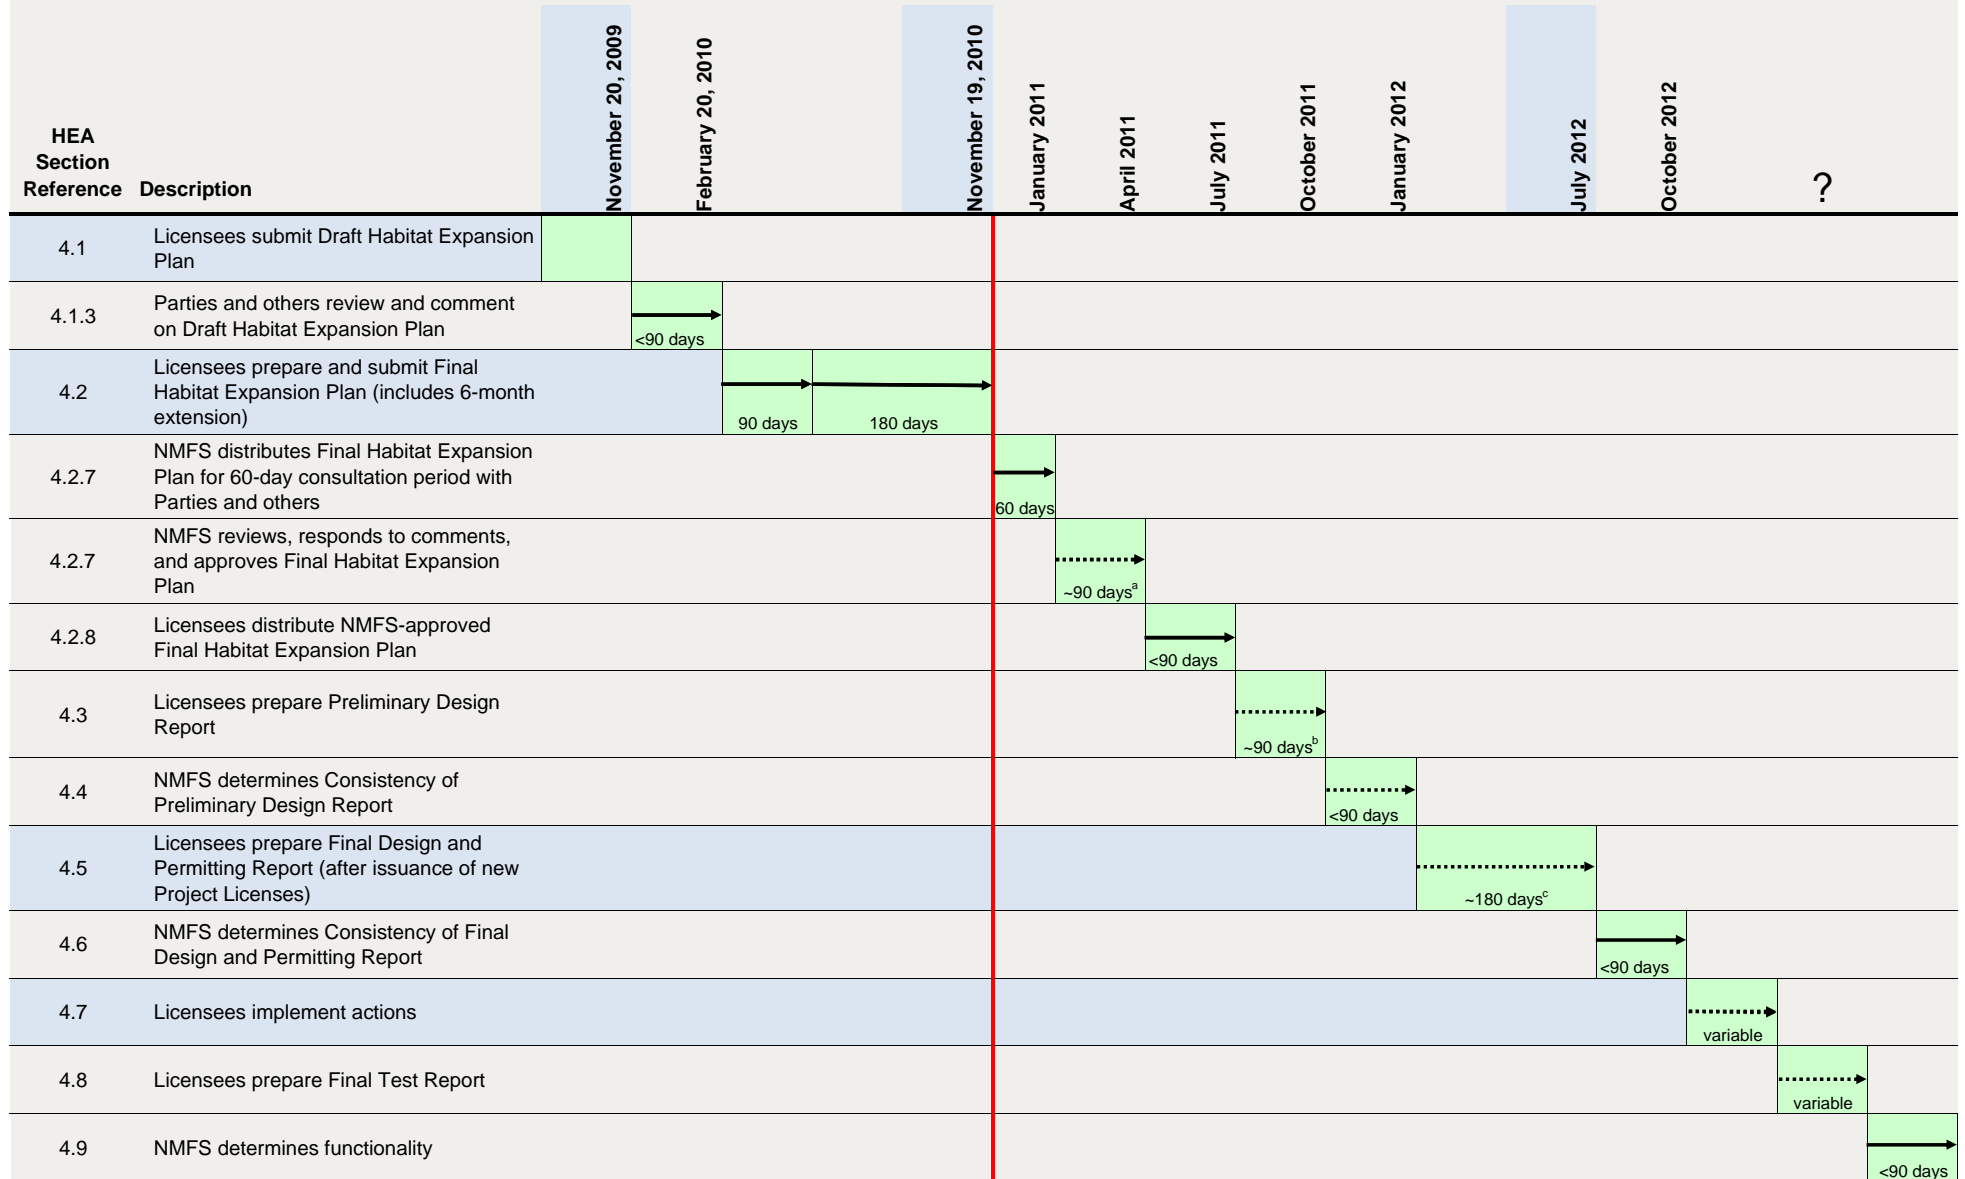 HEA
Section
Reference
Description
November 20, 2009
February 20, 2010
November 19, 2010
January 2011
April 2011
July 2011
October 2011
January 2012
July 2012
October 2012
?
4.1
Licensees submit Draft Habitat Expansion
Plan
4.1.3
Parties and others review and comment
on Draft Habitat Expansion Plan
<90 days
4.2
Licensees prepare and submit Final
Habitat Expansion Plan (includes 6-month
extension)
90 days
180 days
4.2.7
NMFS distributes Final Habitat Expansion
Plan for 60-day consultation period with
Parties and others
60 days
4.2.7
NMFS reviews, responds to comments,
and approves Final Habitat Expansion
Plan
~90 daysᵃ
4.2.8
Licensees distribute NMFS-approved
Final Habitat Expansion Plan
<90 days
4.3
Licensees prepare Preliminary Design
Report
~90 daysᵇ
4.4
NMFS determines Consistency of
Preliminary Design Report
<90 days
4.5
Licensees prepare Final Design and
Permitting Report (after issuance of new
Project Licenses)
~180 daysᶜ
4.6
NMFS determines Consistency of Final
Design and Permitting Report
<90 days
4.7
Licensees implement actions
variable
4.8
Licensees prepare Final Test Report
variable
4.9
NMFS determines functionality
<90 days